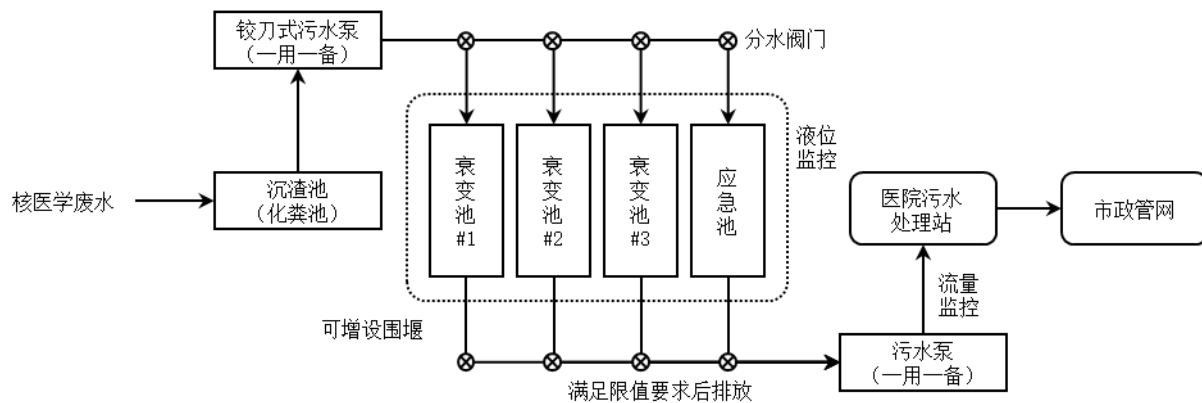 铰刀式污水泵
（一用一备）
分水阀门
核医学废水
沉渣池
（化粪池）
衰变池#1
衰变池#2
衰变池#3
应急池
液位
监控
医院污水
处理站
市政管网
流量
监控
可增设围堰
污水泵
（一用一备）
满足限值要求后排放